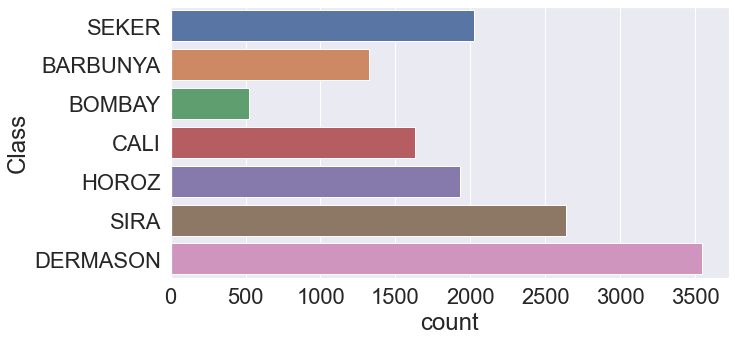 SEKER
BARBUNYA
BOMBAY
CALI
HOROZ
SIRA
DERMASON
Class
0 500 1000 1500 2000 2500 3000 3500
count